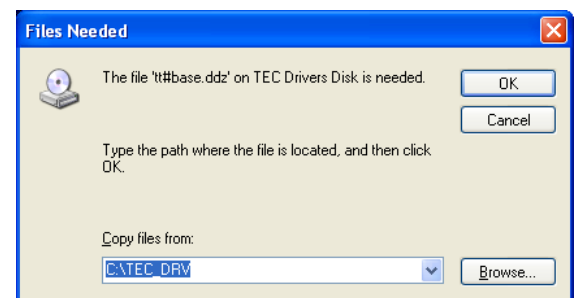 Files Needed
The file 'tt#base.ddz' on TEC Drivers Disk is needed.
OK
Cancel
Type the path where the file is located, and then click
OK.
Copy files from:
C:\TEC_DRV
Browse...